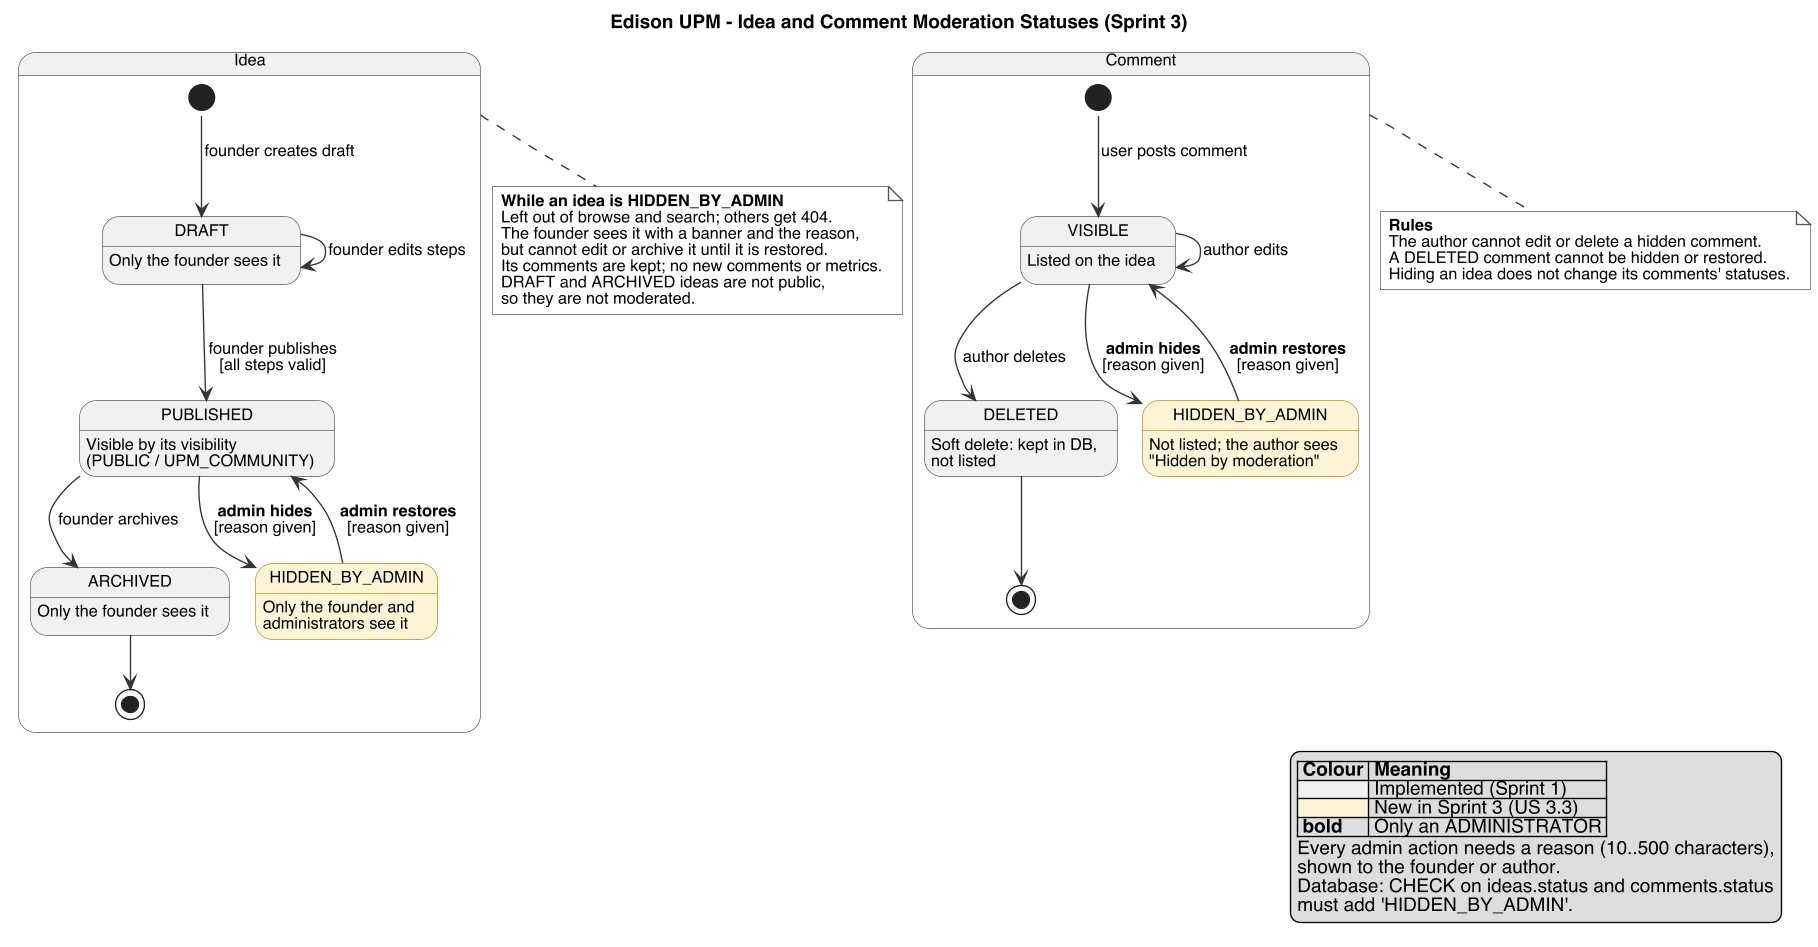 Edison UPM - Idea and Comment Moderation Statuses (Sprint 3)
Idea
founder creates draft
DRAFT
Only the founder sees it
founder edits steps
founder publishes
[all steps valid]
PUBLISHED
Visible by its visibility
(PUBLIC / UPM_COMMUNITY)
founder archives
admin hides
[reason given]
admin restores
[reason given]
ARCHIVED
Only the founder sees it
HIDDEN_BY_ADMIN
Only the founder and
administrators see it
While an idea is HIDDEN_BY_ADMIN
Left out of browse and search; others get 404.
The founder sees it with a banner and the reason,
but cannot edit or archive it until it is restored.
Its comments are kept; no new comments or metrics.
DRAFT and ARCHIVED ideas are not public,
so they are not moderated.
Comment
user posts comment
VISIBLE
Listed on the idea
author edits
author deletes
admin hides
[reason given]
admin restores
[reason given]
DELETED
Soft delete: kept in DB,
not listed
HIDDEN_BY_ADMIN
Not listed; the author sees
"Hidden by moderation"
Rules
The author cannot edit or delete a hidden comment.
A DELETED comment cannot be hidden or restored.
Hiding an idea does not change its comments' statuses.
Colour Meaning
Implemented (Sprint 1)
New in Sprint 3 (US 3.3)
bold Only an ADMINISTRATOR
Every admin action needs a reason (10..500 characters),
shown to the founder or author.
Database: CHECK on ideas.status and comments.status
must add 'HIDDEN_BY_ADMIN'.